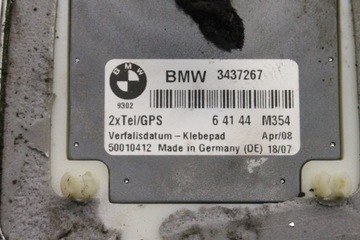 BMW 3437267
9302
2xTel/GPS 6 41 44 M354
Verfalisdatum – Klebepad Apr/08
50010412 Made in Germany (DE) 18/07